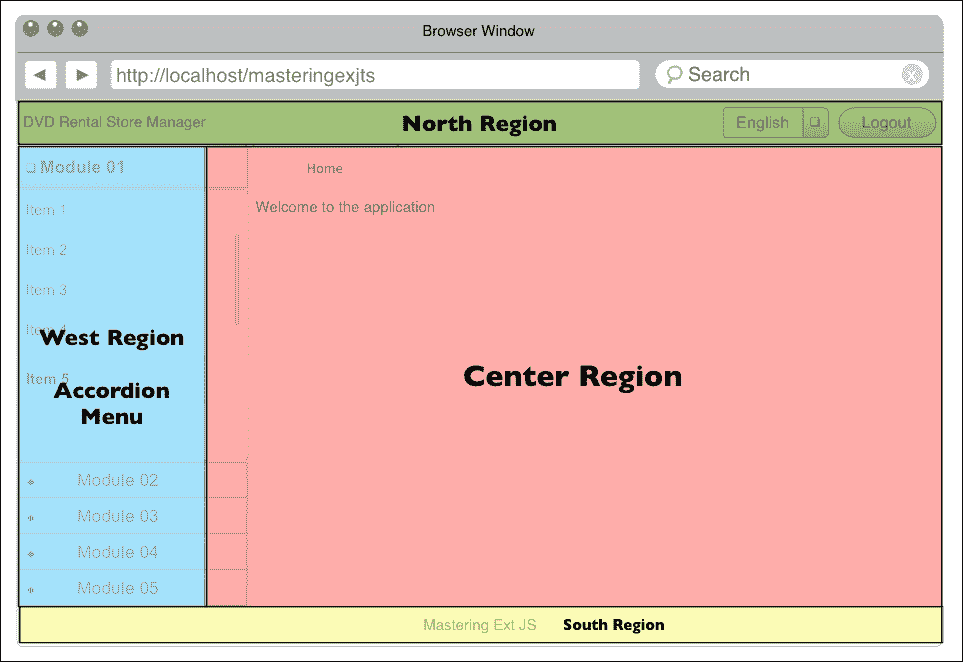 Browser Window
http://localhost/masteringexjts
Search
DVD Rental Store Manager
North Region
English
Logout
Module 01
Home
Item 1
Welcome to the application
Item 2
Item 3
Item 4
West Region
Item 5
Accordion
Menu
Center Region
Module 02
Module 03
Module 04
Module 05
Mastering Ext JS
South Region